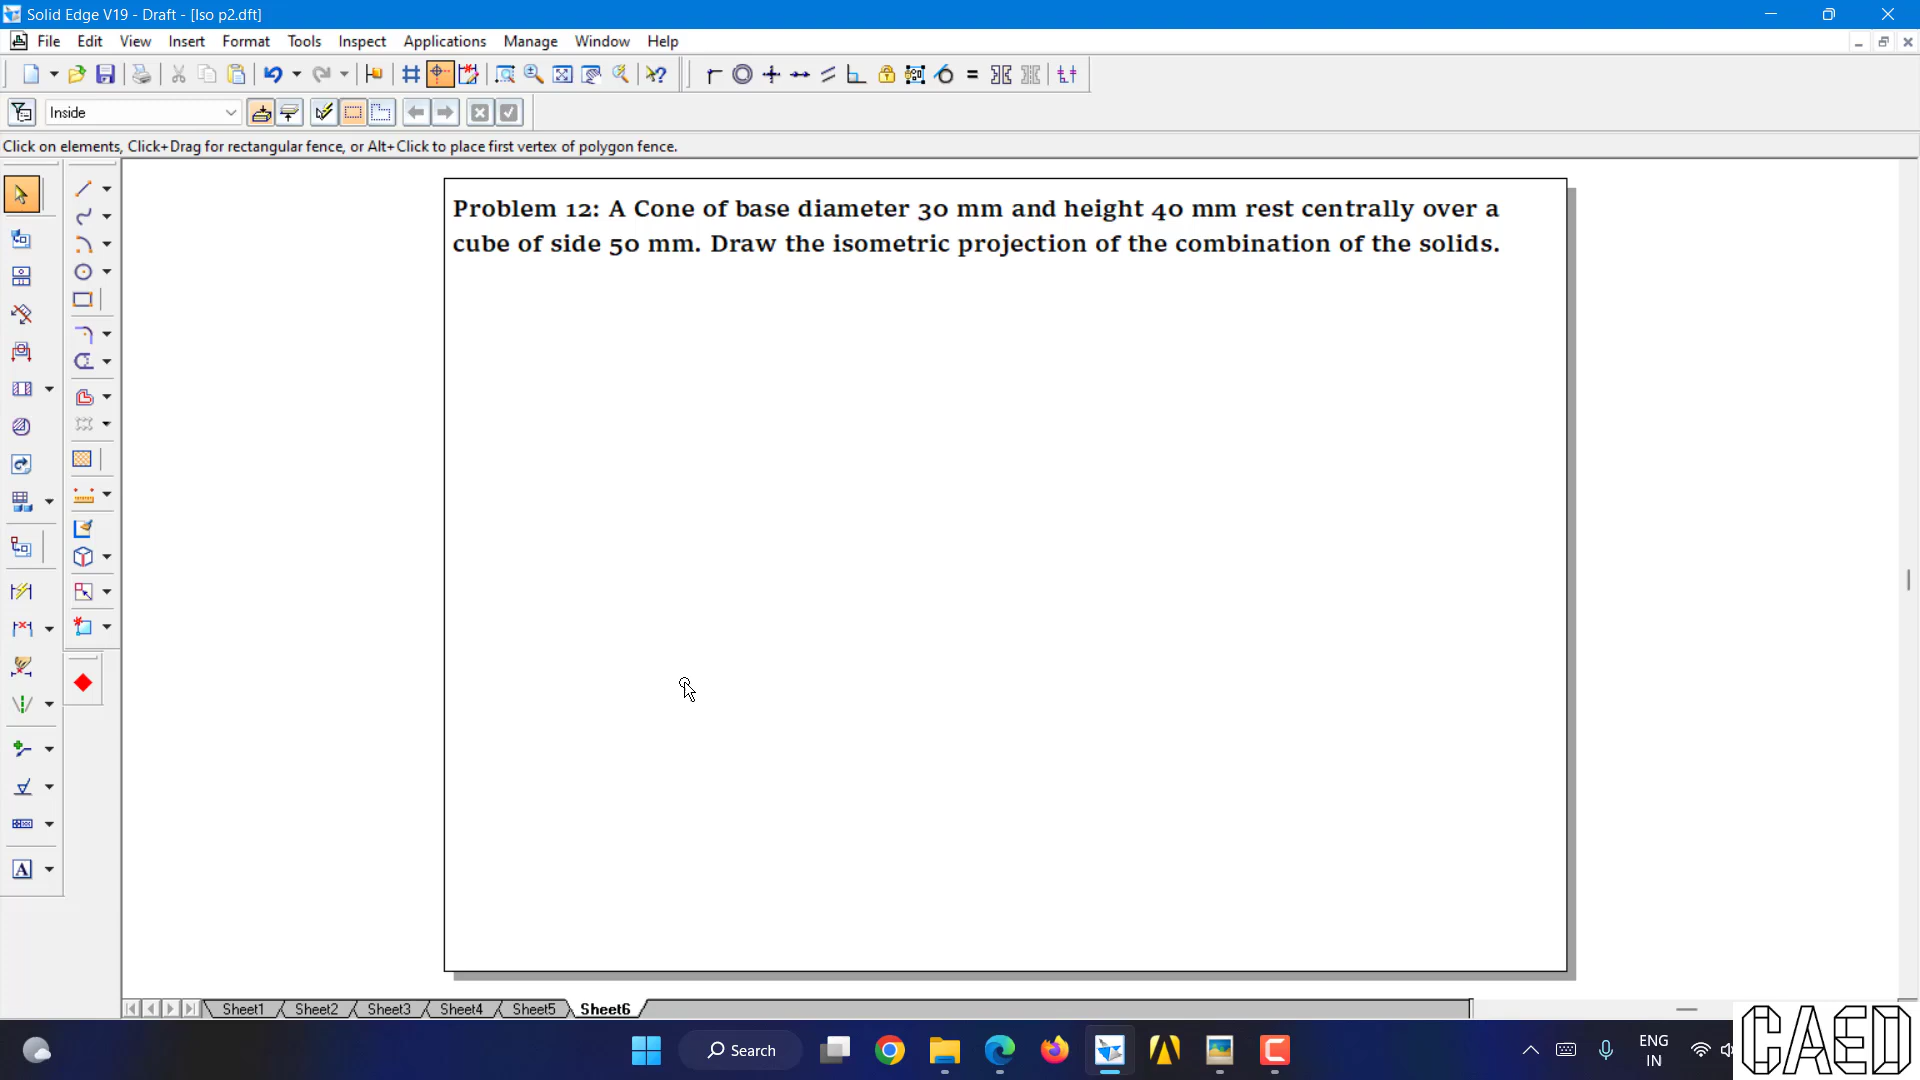 Solid Edge V19 - Draft - [Iso p2.dft]
File Edit View Insert Format Tools Inspect Applications Manage Window Help
Inside
Click on elements, Click+Drag for rectangular fence, or Alt+Click to place first vertex of polygon fence.
Problem 12: A Cone of base diameter 30 mm and height 40 mm rest centrally over a
cube of side 50 mm. Draw the isometric projection of the combination of the solids.
A
Sheet1 Sheet2 Sheet3 Sheet4 Sheet5 Sheet6
Search
ENG
IN
CAED